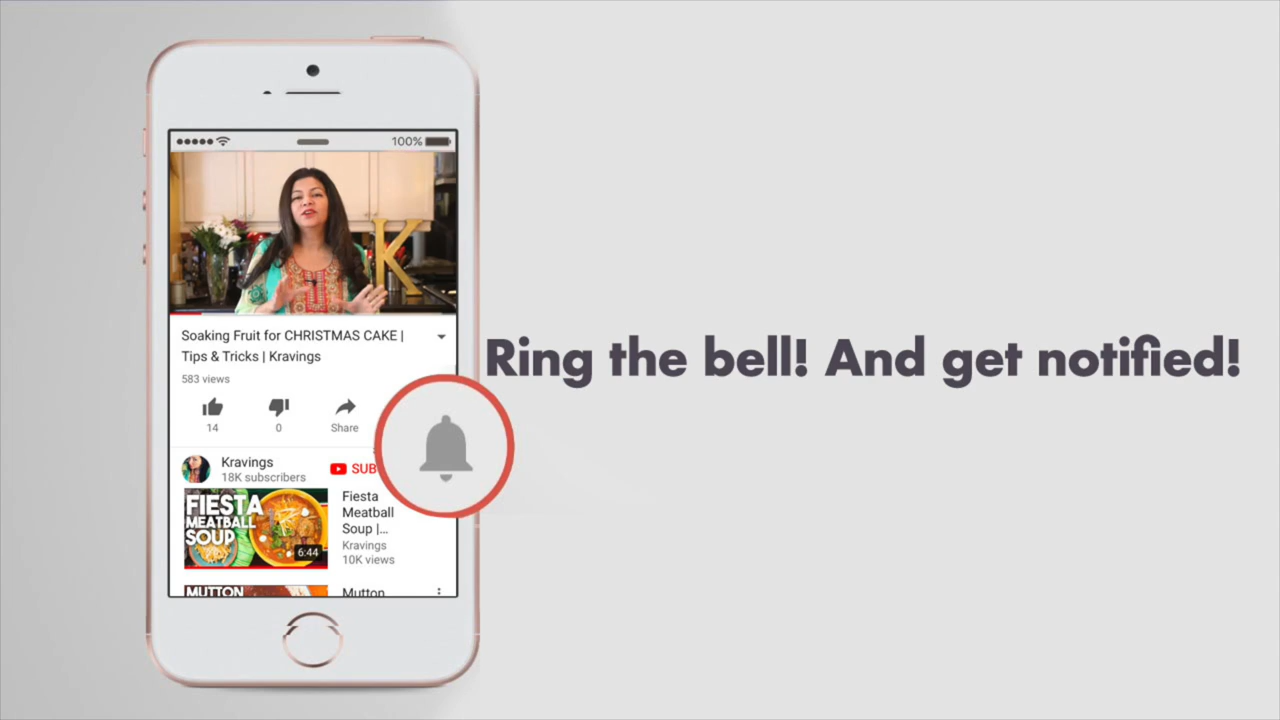 100%
K
Soaking Fruit for CHRISTMAS CAKE |
Tips & Tricks | Kravings
583 views
14 0 Share
Ring the bell! And get notified!
Kravings
18K subscribers
SUB
FIESTA
MEATBALL
SOUP
6:44
Fiesta
Meatball
Soup |...
Kravings
10K views
MUTTON
Mutton